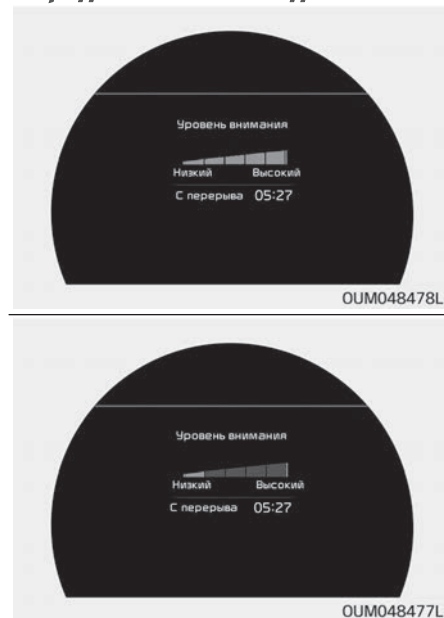 Уровень внимания
Низкий Высокий
С перерыва 05:27
OUM048478L
Уровень внимания
Низкий Высокий
С перерыва 05:27
OUM048477L